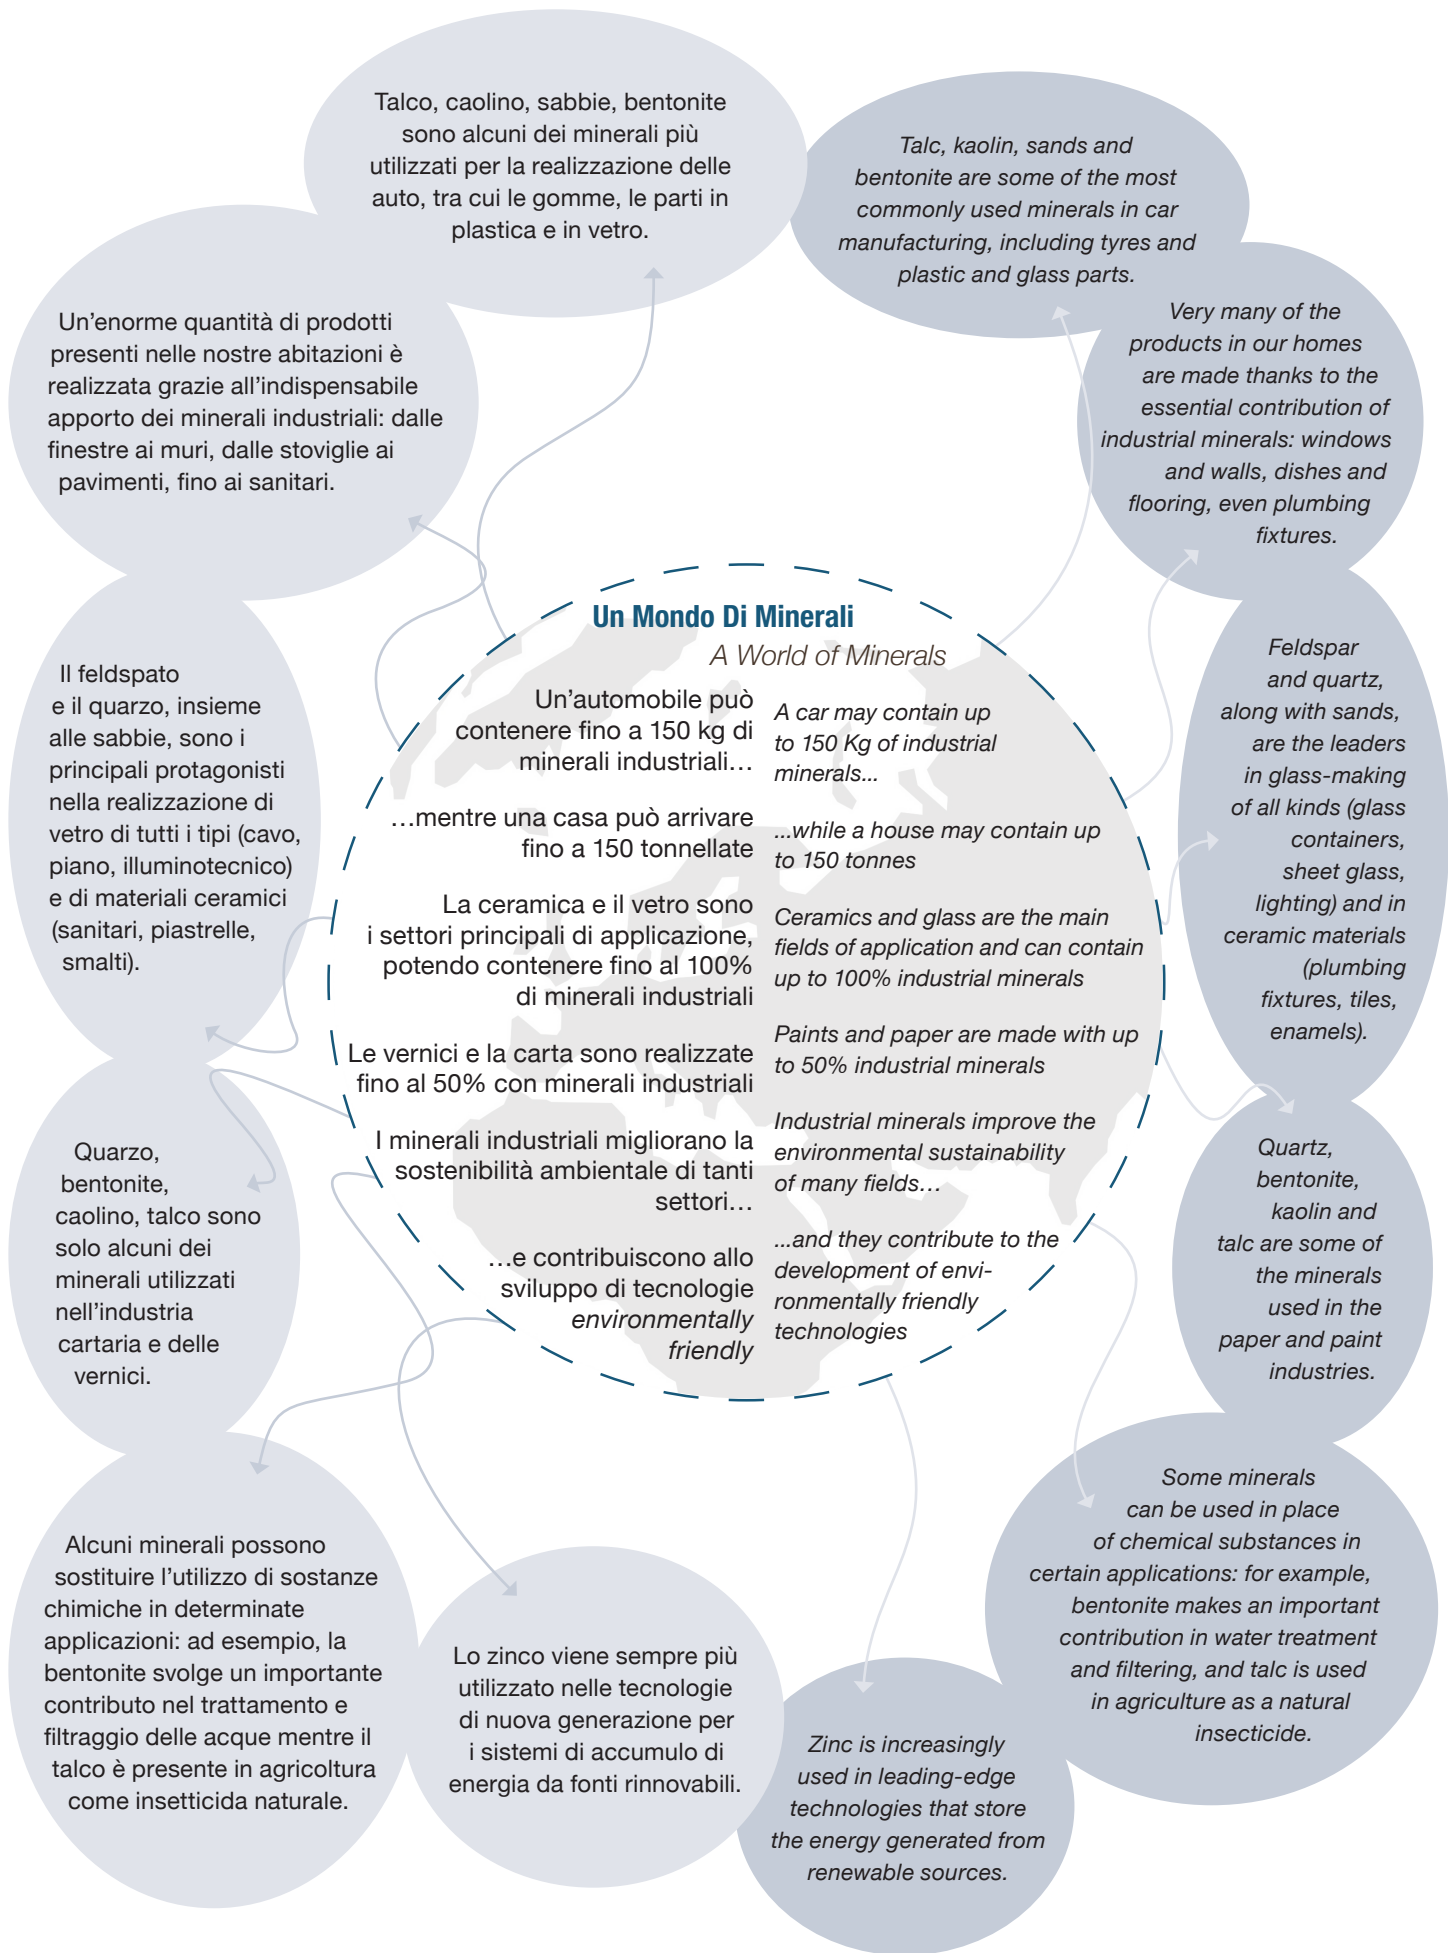 Talco, caolino, sabbie, bentonite
sono alcuni dei minerali più
utilizzati per la realizzazione delle
auto, tra cui le gomme, le parti in
plastica e in vetro.
Talc, kaolin, sands and
bentonite are some of the most
commonly used minerals in car
manufacturing, including tyres and
plastic and glass parts.
Un'enorme quantità di prodotti
presenti nelle nostre abitazioni è
realizzata grazie all'indispensabile
apporto dei minerali industriali: dalle
finestre ai muri, dalle stoviglie ai
pavimenti, fino ai sanitari.
Very many of the
products in our homes
are made thanks to the
essential contribution of
industrial minerals: windows
and walls, dishes and
flooring, even plumbing
fixtures.
Il feldspato
e il quarzo, insieme
alle sabbie, sono i
principali protagonisti
nella realizzazione di
vetro di tutti i tipi (cavo,
piano, illuminotecnico)
e di materiali ceramici
(sanitari, piastrelle,
smalti).
Un Mondo Di Minerali
A World of Minerals
Un'automobile può
contenere fino a 150 kg di
minerali industriali…
…mentre una casa può arrivare
fino a 150 tonnellate
La ceramica e il vetro sono
i settori principali di applicazione,
potendo contenere fino al 100%
di minerali industriali
Le vernici e la carta sono realizzate
fino al 50% con minerali industriali
I minerali industriali migliorano la
sostenibilità ambientale di tanti
settori…
…e contribuiscono allo
sviluppo di tecnologie
environmentally
friendly
A car may contain up
to 150 Kg of industrial
minerals...
...while a house may contain up
to 150 tonnes
Ceramics and glass are the main
fields of application and can contain
up to 100% industrial minerals
Paints and paper are made with up
to 50% industrial minerals
Industrial minerals improve the
environmental sustainability
of many fields…
...and they contribute to the
development of envi-
ronmentally friendly
technologies
Feldspar
and quartz,
along with sands,
are the leaders
in glass-making
of all kinds (glass
containers,
sheet glass,
lighting) and in
ceramic materials
(plumbing
fixtures, tiles,
enamels).
Quarzo,
bentonite,
caolino, talco sono
solo alcuni dei
minerali utilizzati
nell'industria
cartaria e delle
vernici.
Quartz,
bentonite,
kaolin and
talc are some of
the minerals
used in the
paper and paint
industries.
Alcuni minerali possono
sostituire l'utilizzo di sostanze
chimiche in determinate
applicazioni: ad esempio, la
bentonite svolge un importante
contributo nel trattamento e
filtraggio delle acque mentre il
talco è presente in agricoltura
come insetticida naturale.
Lo zinco viene sempre più
utilizzato nelle tecnologie
di nuova generazione per
i sistemi di accumulo di
energia da fonti rinnovabili.
Zinc is increasingly
used in leading-edge
technologies that store
the energy generated from
renewable sources.
Some minerals
can be used in place
of chemical substances in
certain applications: for example,
bentonite makes an important
contribution in water treatment
and filtering, and talc is used
in agriculture as a natural
insecticide.